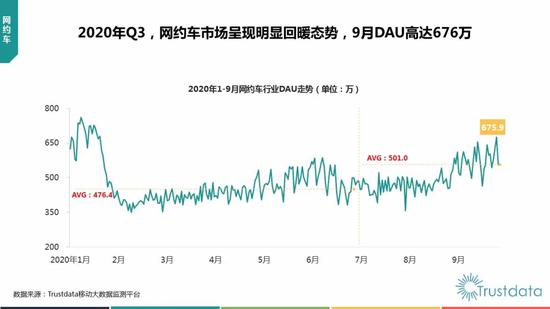 网约车
2020年Q3，网约车市场呈现明显回暖态势，9月DAU高达676万
2020年1-9月网约车行业DAU走势（单位：万）
800
650
500
350
200
675.9
AVG：501.0
AVG：476.4
2020年1月 2月 3月 4月 5月 6月 7月 8月 9月
数据来源：Trustdata移动大数据监测平台
Trustdata